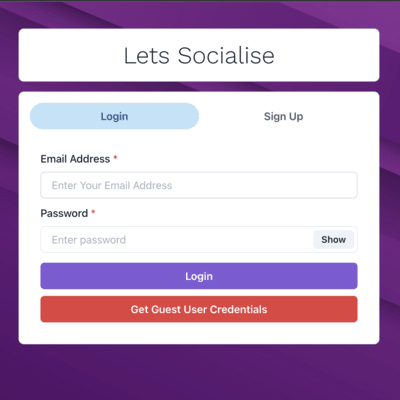 Lets Socialise
Login
Sign Up
Email Address *
Enter Your Email Address
Password *
Enter password
Show
Login
Get Guest User Credentials